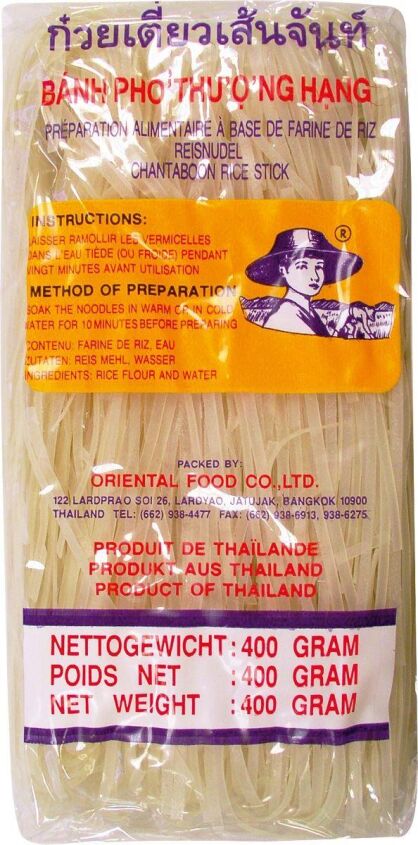 ก๋วยเตี๋ยวเส้นจันท์
BÁNH PHỞ THƯỢ'NG HẠNG
PRÉPARATION ALIMENTAIRE À BASE DE FARINE DE RIZ
REISNUDEL
CHANTABOON RICE STICK
INSTRUCTIONS:
LAISSER RAMOLLIR LES VERMICELLES
DANS L'EAU TIÈDE (OU FROIDE) PENDANT
VINGT MINUTES AVANT UTILISATION
METHOD OF PREPARATION
SOAK THE NOODLES IN WARM OR IN COLD
WATER FOR 10 MINUTES BEFORE PREPARING
CONTENU: FARINE DE RIZ, EAU
ZUTATEN: REIS MEHL, WASSER
INGREDIENTS: RICE FLOUR AND WATER
®
PACKED BY:
ORIENTAL FOOD CO.,LTD.
122 LARDPRAO SOI 26, LARDYAO, JATUJAK, BANGKOK 10900
THAILAND TEL: (662) 938-4477 FAX: (662) 938-6913, 938-6275
PRODUIT DE THAÏLANDE
PRODUKT AUS THAILAND
PRODUCT OF THAILAND
NETTOGEWICHT: 400 GRAM
POIDS NET : 400 GRAM
NET WEIGHT : 400 GRAM